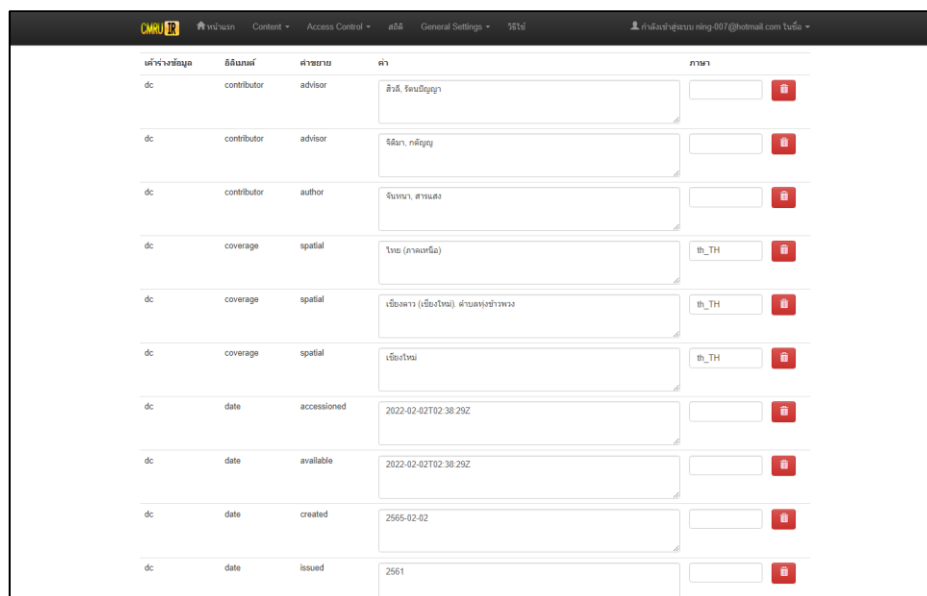 CMRU IR หน้าแรก Content Access Control สถิติ General Settings วิธีใช้ กำลังเข้าสู่ระบบ ning-007@hotmail.com ในชื่อ
เค้าร่างข้อมูล อิลิเมนต์ คำขยาย ค่า ภาษา
dc contributor advisor สิวลี, รัตนปัญญา
dc contributor advisor จิติมา, กตัญญู
dc contributor author จันทนา, สารแสง
dc coverage spatial ไทย (ภาคเหนือ) th_TH
dc coverage spatial เชียงดาว (เชียงใหม่). ตำบลทุ่งข้าวพวง th_TH
dc coverage spatial เชียงใหม่ th_TH
dc date accessioned 2022-02-02T02:38:29Z
dc date available 2022-02-02T02:38:29Z
dc date created 2565-02-02
dc date issued 2561